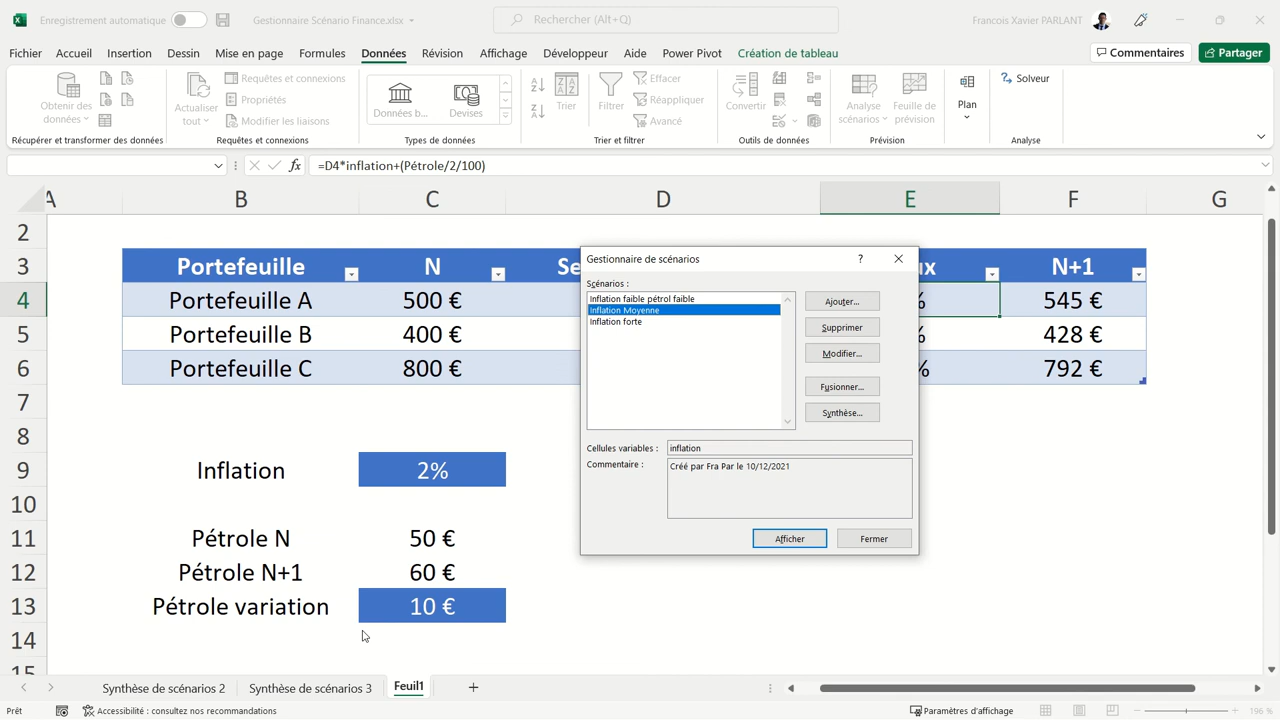 Enregistrement automatique
Gestionnaire Scénario Finance.xlsx
Rechercher (Alt+Q)
Francois Xavier PARLANT
Fichier Accueil Insertion Dessin Mise en page Formules Données Révision Affichage Développeur Aide Power Pivot Création de tableau
Commentaires
Partager
Obtenir des données
Actualiser tout
Requêtes et connexions
Propriétés
Modifier les liaisons
Données b...
Devises
Trier
Filtrer
Effacer
Réappliquer
Avancé
Convertir
Analyse scénarios
Feuille de prévision
Plan
Solveur
Récupérer et transformer des données
Requêtes et connexions
Types de données
Trier et filtrer
Outils de données
Prévision
Analyse
fx
=D4*inflation+(Pétrole/2/100)
A B C D E F G
2
3 Portefeuille N Se ux N+1
4 Portefeuille A 500 € % 545 €
5 Portefeuille B 400 € % 428 €
6 Portefeuille C 800 € % 792 €
7
8
9 Inflation 2%
10
11 Pétrole N 50 €
12 Pétrole N+1 60 €
13 Pétrole variation 10 €
14
15
Gestionnaire de scénarios
?
Scénarios :
Inflation faible pétrol faible
Inflation Moyenne
Inflation forte
Ajouter...
Supprimer
Modifier...
Fusionner...
Synthèse...
Cellules variables : inflation
Commentaire : Créé par Fra Par le 10/12/2021
Afficher
Fermer
Synthèse de scénarios 2
Synthèse de scénarios 3
Feuil1
Prêt
Accessibilité : consultez nos recommandations
Paramètres d'affichage
196 %